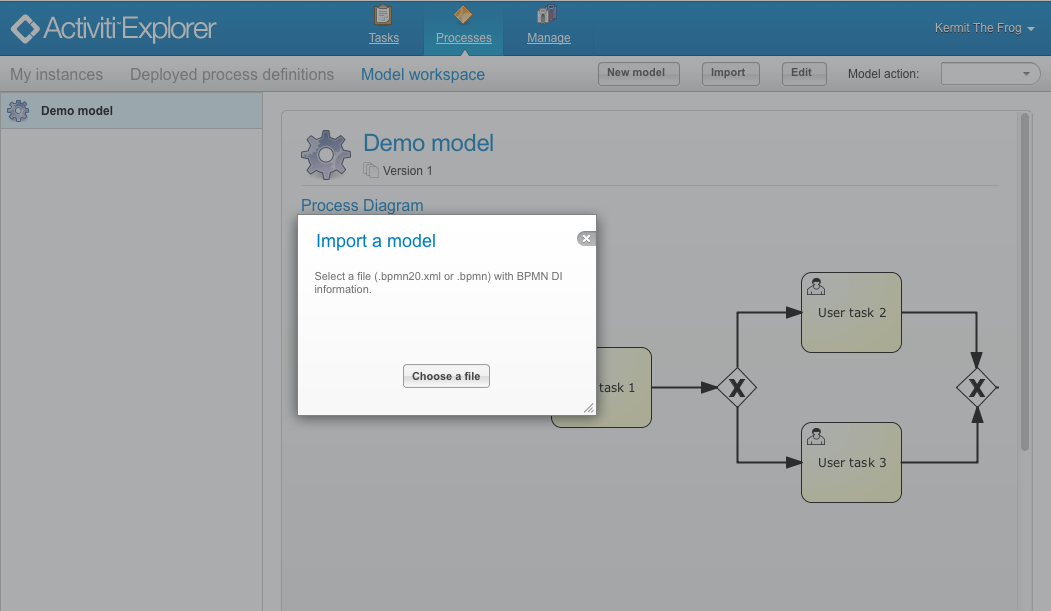 Activiti Explorer
Tasks
Processes
Manage
Kermit The Frog
My instances
Deployed process definitions
Model workspace
New model
Import
Edit
Model action:
Demo model
Demo model
Version 1
Process Diagram
Import a model
Select a file (.bpmn20.xml or .bpmn) with BPMN DI
information.
Choose a file
task 1
X
User task 2
User task 3
X